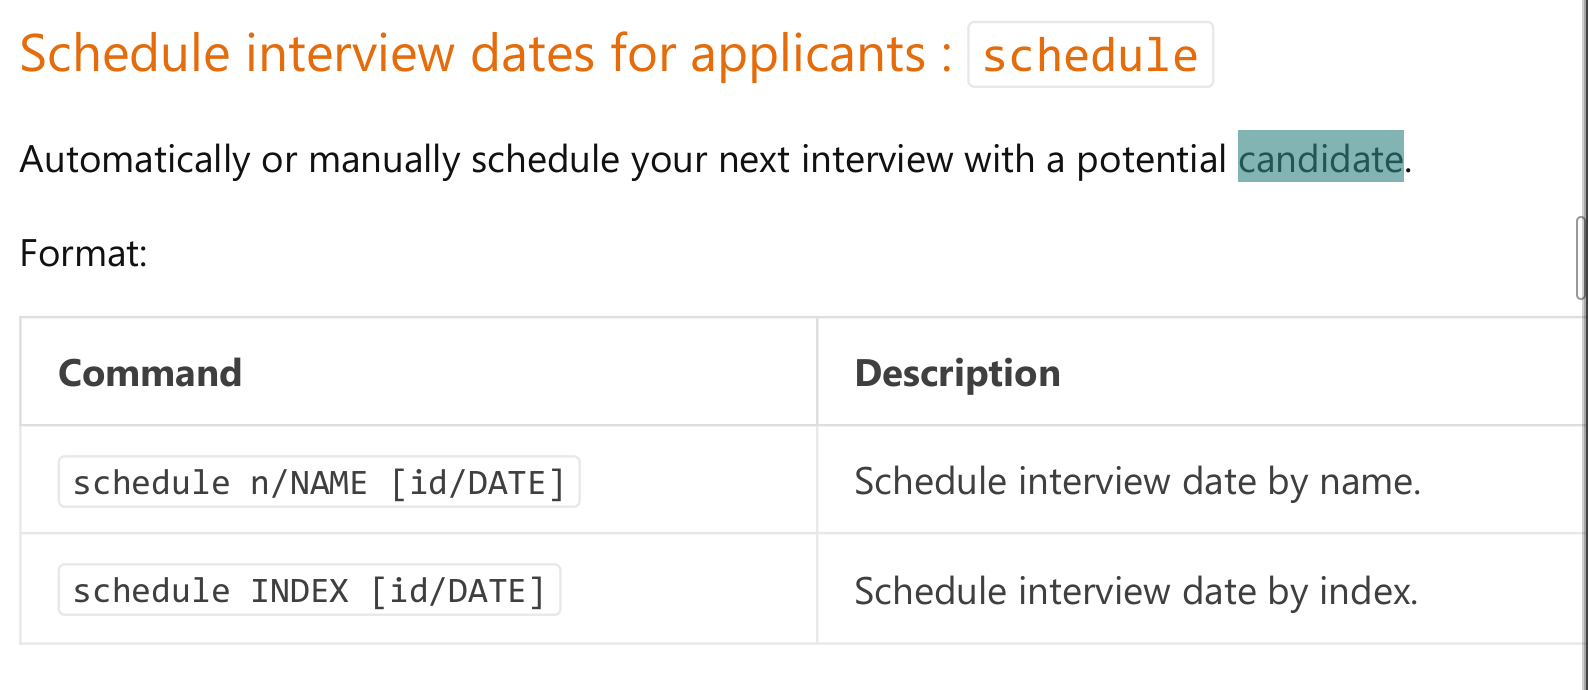 Schedule interview dates for applicants : schedule
Automatically or manually schedule your next interview with a potential candidate.
Format:
Command Description
schedule n/NAME [id/DATE] Schedule interview date by name.
schedule INDEX [id/DATE] Schedule interview date by index.